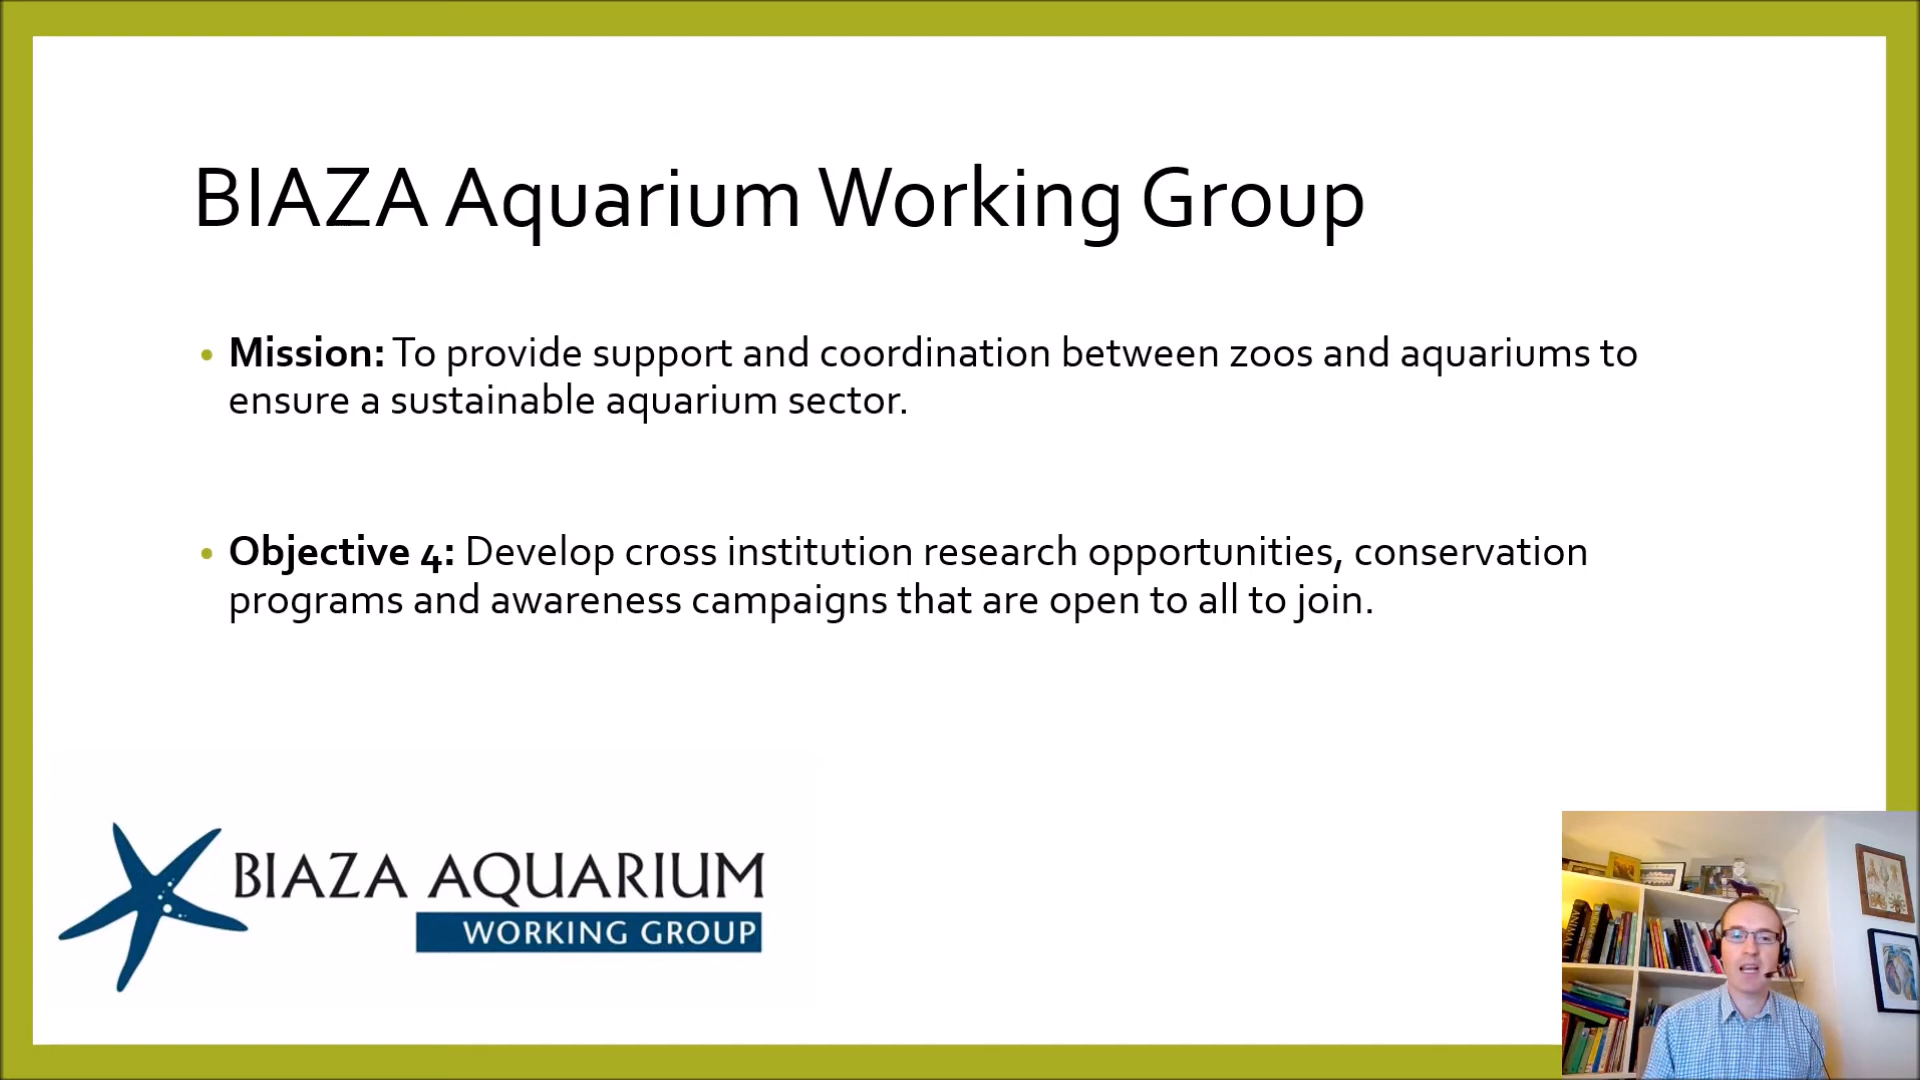 BIAZA Aquarium Working Group
• Mission: To provide support and coordination between zoos and aquariums to
ensure a sustainable aquarium sector.
• Objective 4: Develop cross institution research opportunities, conservation
programs and awareness campaigns that are open to all to join.
BIAZA AQUARIUM
WORKING GROUP